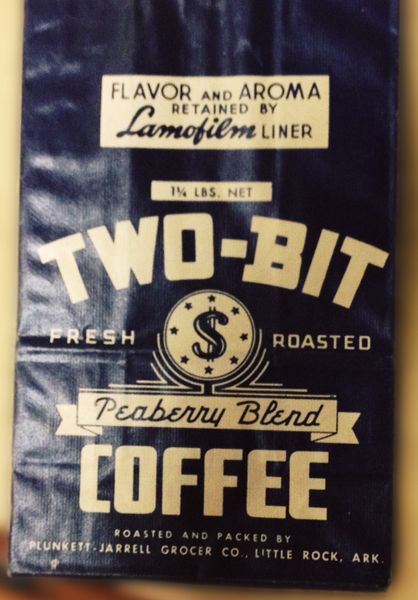 FLAVOR AND AROMA
RETAINED BY
Lamofilm LINER
1¼ LBS. NET
TWO-BIT
FRESH $ ROASTED
Peaberry Blend
COFFEE
ROASTED AND PACKED BY
PLUNKETT-JARRELL GROCER CO., LITTLE ROCK, ARK.